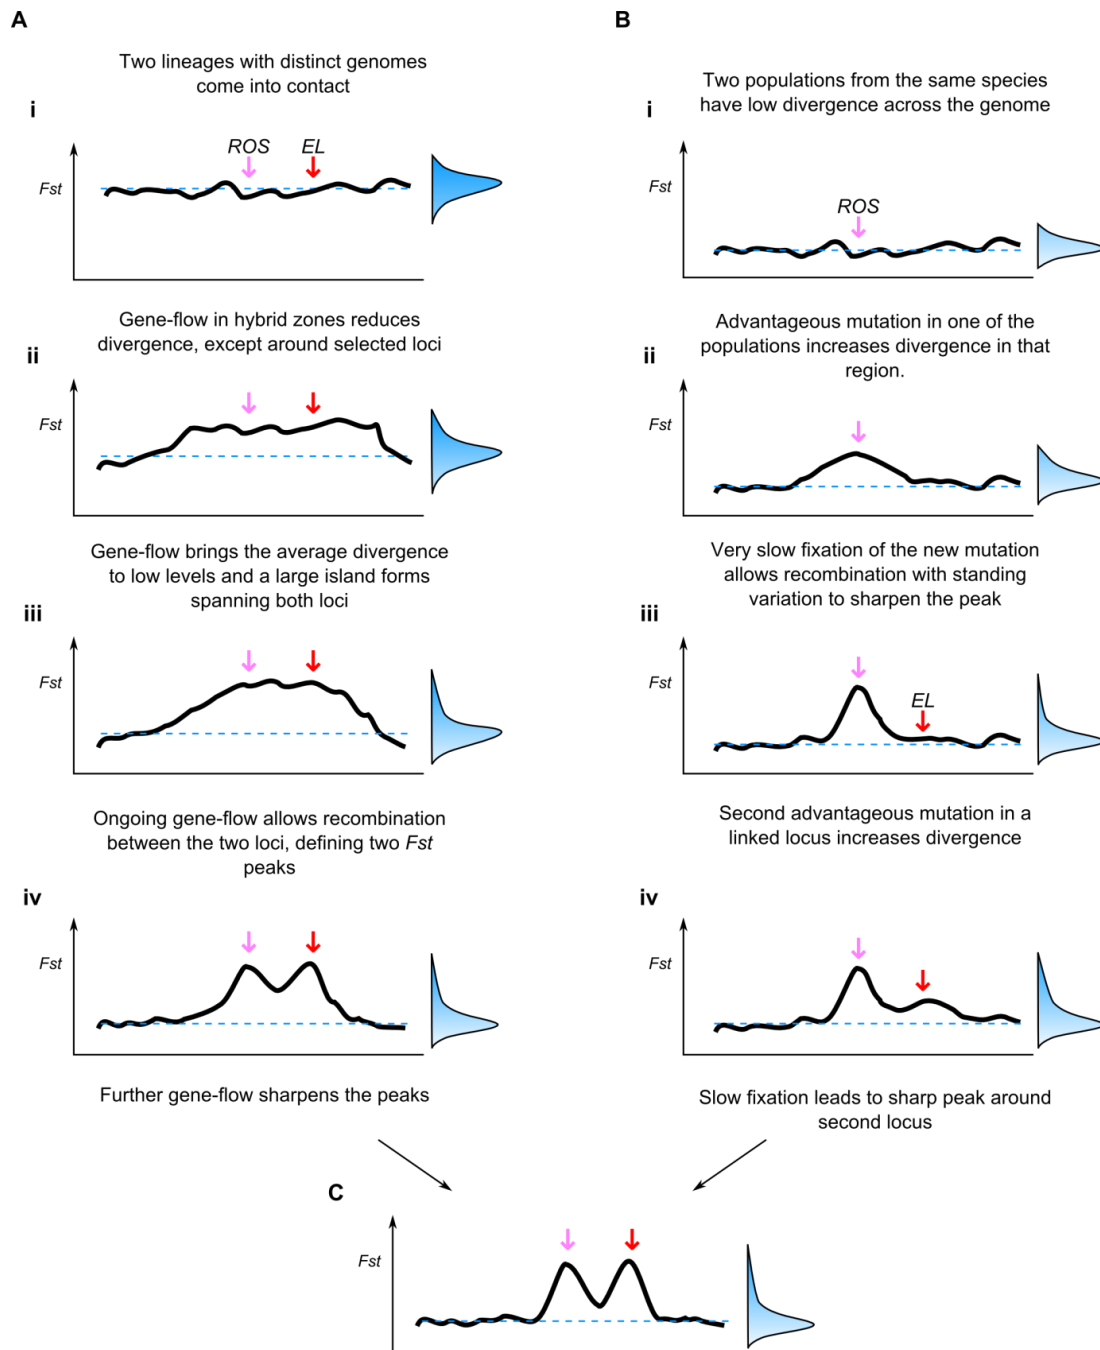 A
Two lineages with distinct genomes
come into contact
i
ROS
EL
Fst
Gene-flow in hybrid zones reduces
divergence, except around selected loci
ii
Fst
Gene-flow brings the average divergence
to low levels and a large island forms
spanning both loci
iii
Fst
Ongoing gene-flow allows recombination
between the two loci, defining two Fst
peaks
iv
Fst
Further gene-flow sharpens the peaks
B
Two populations from the same species
have low divergence across the genome
i
Fst
ROS
Advantageous mutation in one of the
populations increases divergence in that
region.
ii
Fst
Very slow fixation of the new mutation
allows recombination with standing
variation to sharpen the peak
iii
Fst
EL
Second advantageous mutation in a
linked locus increases divergence
iv
Fst
Slow fixation leads to sharp peak around
second locus
C
Fst